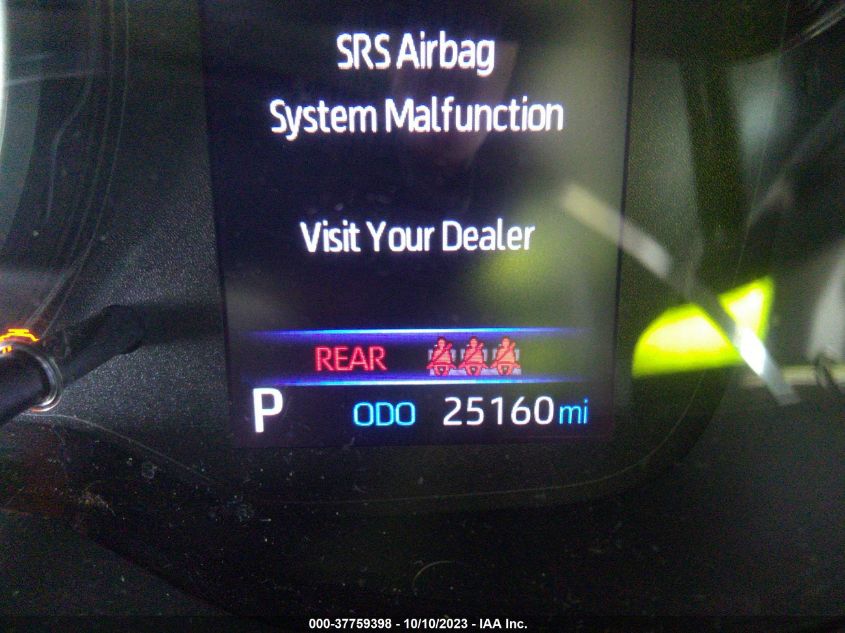 SRS Airbag
System Malfunction
Visit Your Dealer
REAR
P ODO 25160 mi
000-37759398 - 10/10/2023 - IAA Inc.